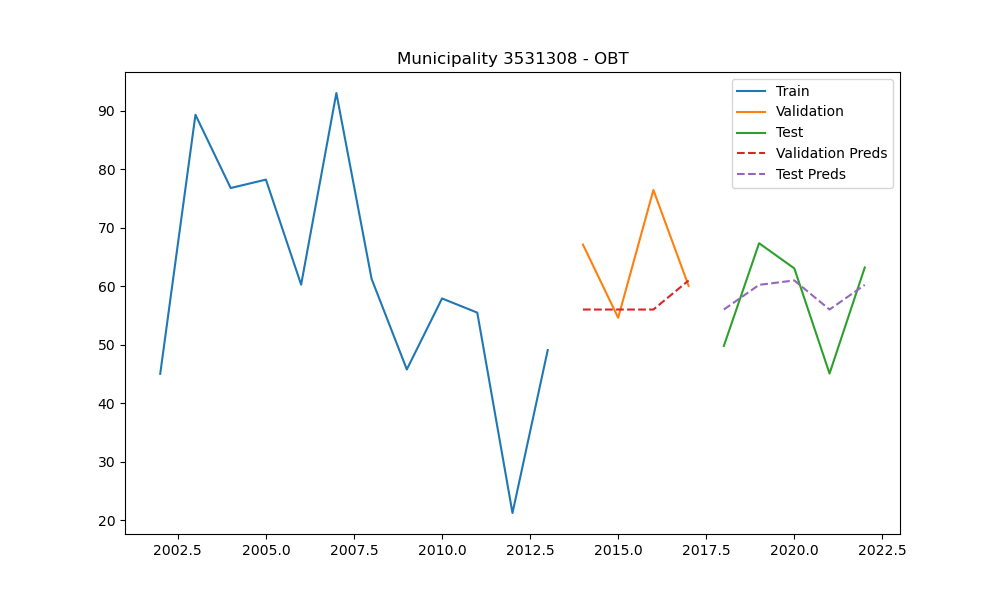 Municipality 3531308 - OBT
Train
Validation
Test
Validation Preds
Test Preds
90
80
70
60
50
40
30
20
2002.5 2005.0 2007.5 2010.0 2012.5 2015.0 2017.5 2020.0 2022.5